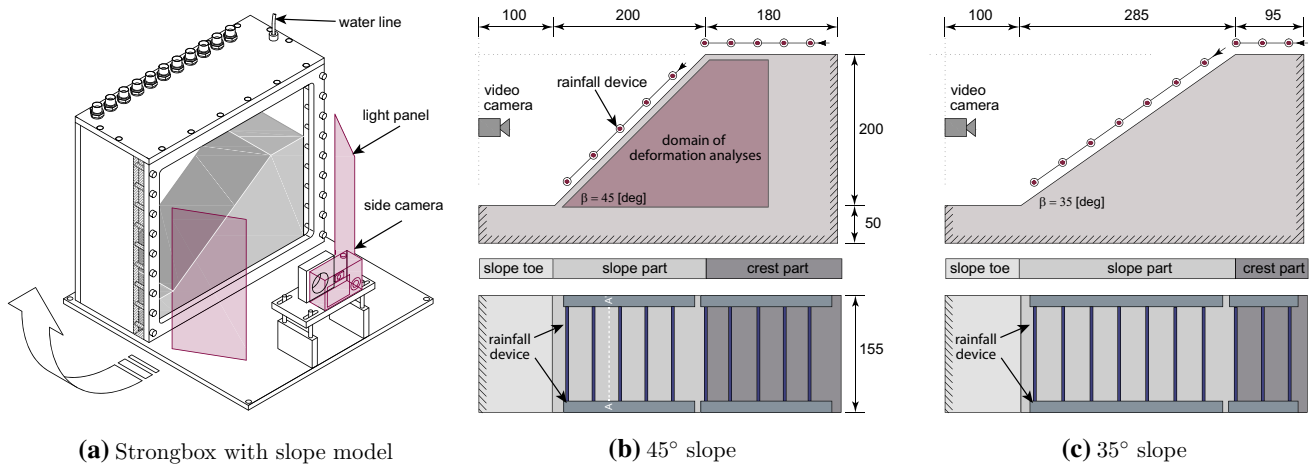 water line
light panel
side camera
(a) Strongbox with slope model
100
200
180
video
camera
rainfall device
domain of
deformation analyses
β = 45 [deg]
200
50
slope toe
slope part
crest part
A
rainfall
device
A
155
(b) 45° slope
100
285
95
video
camera
β = 35 [deg]
slope toe
slope part
crest part
rainfall
device
(c) 35° slope